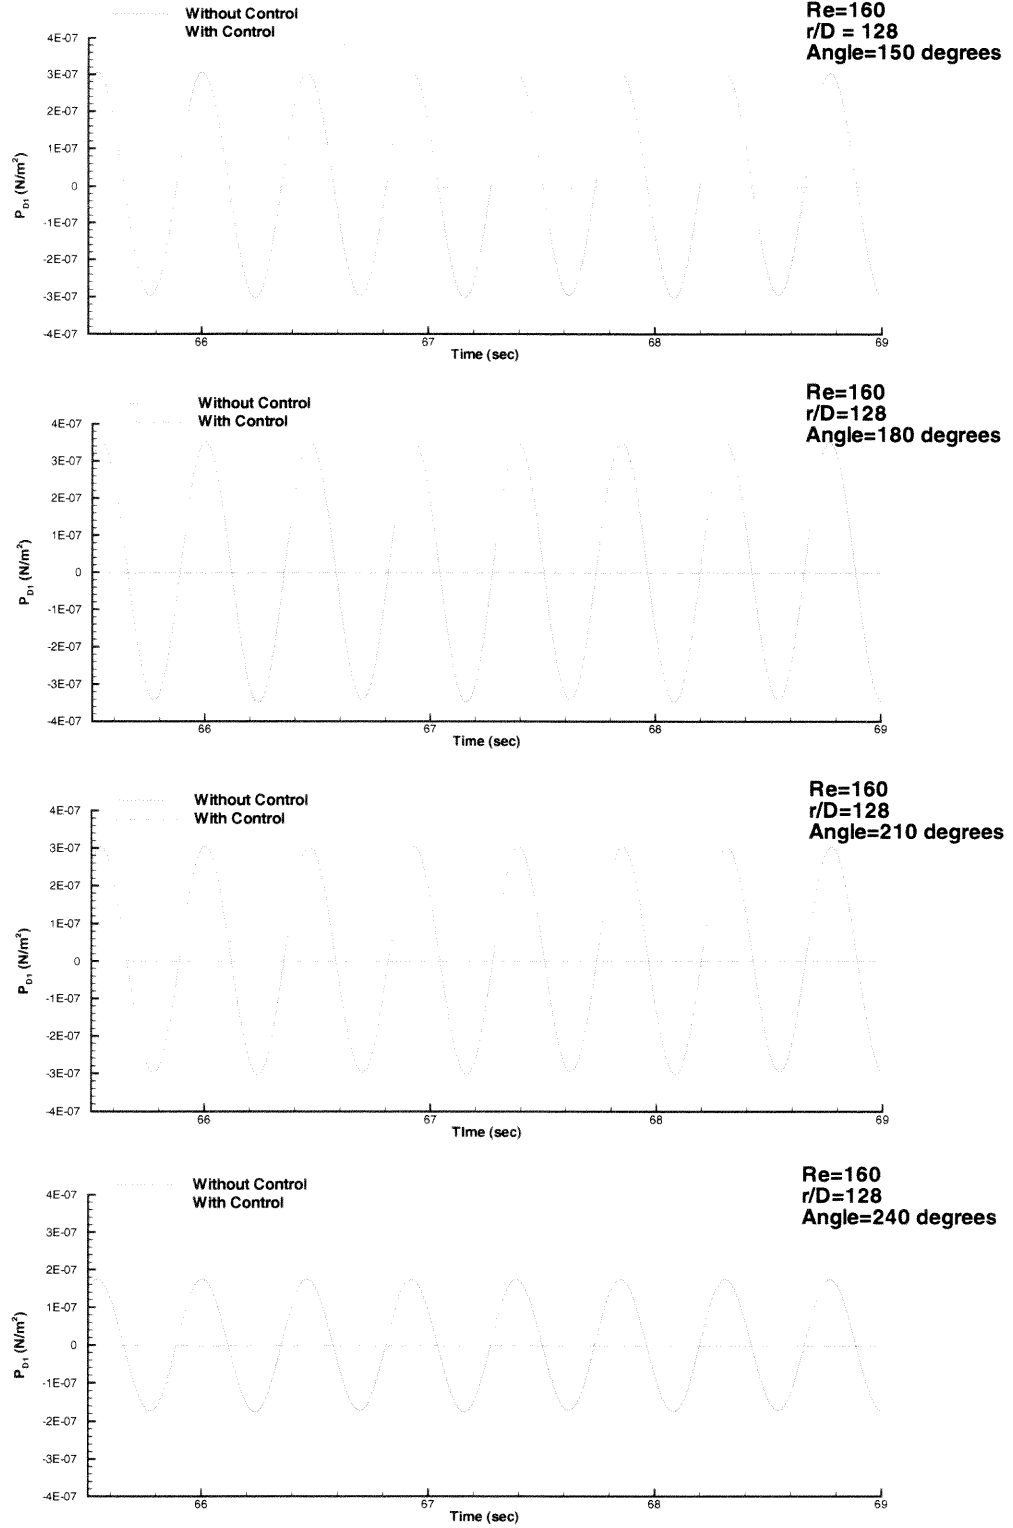 Without Control
With Control
Re=160
r/D = 128
Angle=150 degrees
4E-07
3E-07
2E-07
1E-07
0
-1E-07
-2E-07
-3E-07
-4E-07
P_D1 (N/m²)
66
67
68
69
Time (sec)
Without Control
With Control
Re=160
r/D=128
Angle=180 degrees
4E-07
3E-07
2E-07
1E-07
0
-1E-07
-2E-07
-3E-07
-4E-07
P_D1 (N/m²)
66
67
68
69
Time (sec)
Without Control
With Control
Re=160
r/D=128
Angle=210 degrees
4E-07
3E-07
2E-07
1E-07
0
-1E-07
-2E-07
-3E-07
-4E-07
P_D1 (N/m²)
66
67
68
69
Time (sec)
Without Control
With Control
Re=160
r/D=128
Angle=240 degrees
4E-07
3E-07
2E-07
1E-07
0
-1E-07
-2E-07
-3E-07
-4E-07
P_D1 (N/m²)
66
67
68
69
Time (sec)